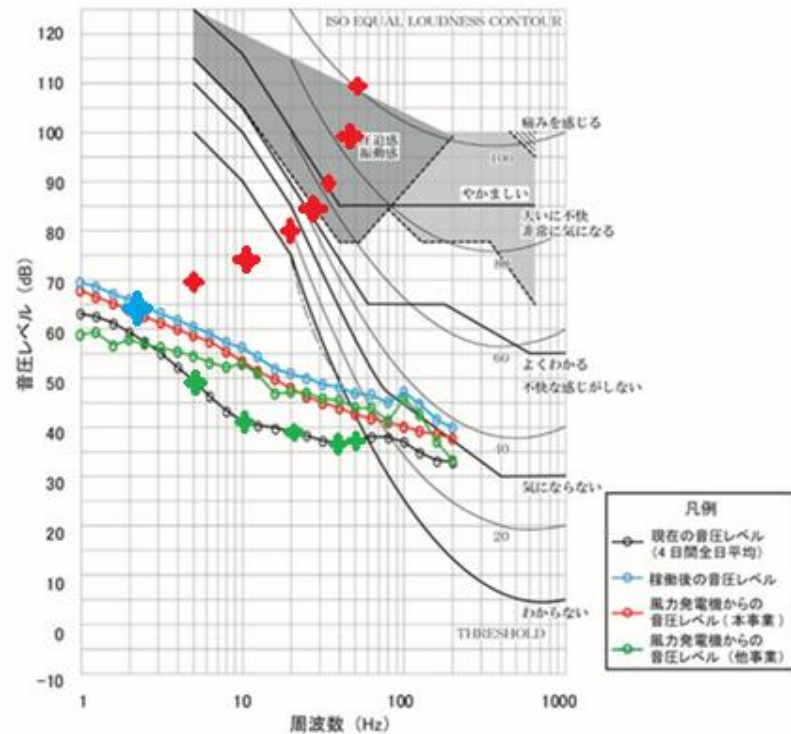 ISO EQUAL LOUDNESS CONTOUR
120
110
100
90
80
70
60
50
40
30
20
10
0
-10
音圧レベル(dB)
1
10
100
1000
周波数(Hz)
圧迫感
振動感
痛みを感じる
100
やかましい
大いに不快
非常に気になる
80
60
よくわかる
不快な感じがしない
40
気にならない
20
わからない
THRESHOLD
凡例
現在の音圧レベル
(4日間全日平均)
稼働後の音圧レベル
風力発電機からの
音圧レベル(本事業)
風力発電機からの
音圧レベル(他事業)